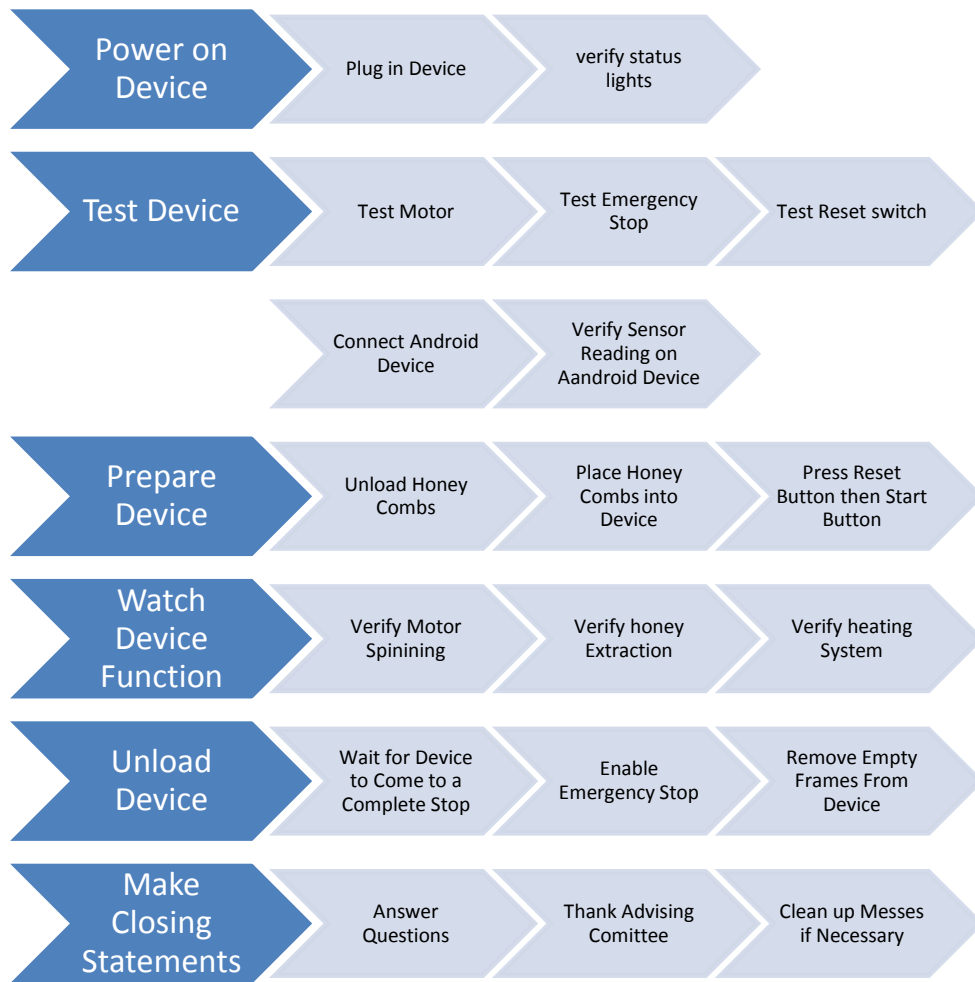 Power on
Device
Plug in Device
verify status
lights
Test Device
Test Motor
Test Emergency
Stop
Test Reset switch
Connect Android
Device
Verify Sensor
Reading on
Aandroid Device
Prepare
Device
Unload Honey
Combs
Place Honey
Combs into
Device
Press Reset
Button then Start
Button
Watch
Device
Function
Verify Motor
Spinining
Verify honey
Extraction
Verify heating
System
Unload
Device
Wait for Device
to Come to a
Complete Stop
Enable
Emergency Stop
Remove Empty
Frames From
Device
Make
Closing
Statements
Answer
Questions
Thank Advising
Comittee
Clean up Messes
if Necessary